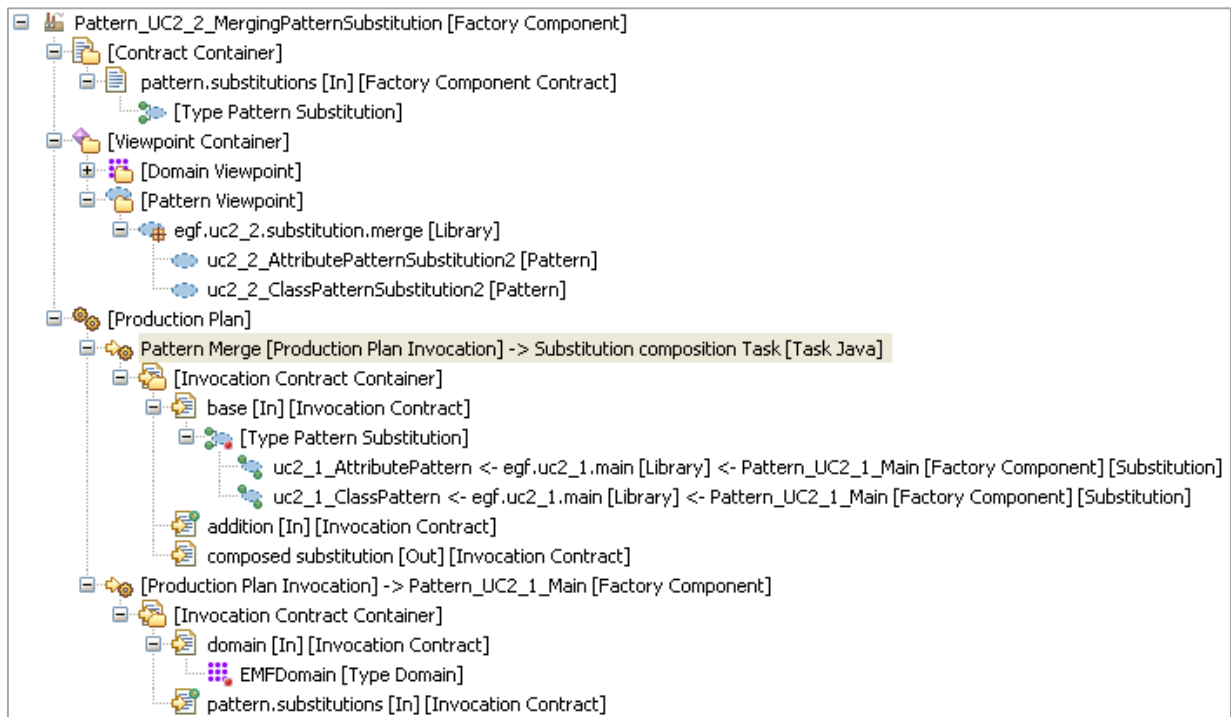 Pattern_UC2_2_MergingPatternSubstitution [Factory Component]
[Contract Container]
pattern.substitutions [In] [Factory Component Contract]
[Type Pattern Substitution]
[Viewpoint Container]
[Domain Viewpoint]
[Pattern Viewpoint]
egf.uc2_2.substitution.merge [Library]
uc2_2_AttributePatternSubstitution2 [Pattern]
uc2_2_ClassPatternSubstitution2 [Pattern]
[Production Plan]
Pattern Merge [Production Plan Invocation] -> Substitution composition Task [Task Java]
[Invocation Contract Container]
base [In] [Invocation Contract]
[Type Pattern Substitution]
uc2_1_AttributePattern <- egf.uc2_1.main [Library] <- Pattern_UC2_1_Main [Factory Component] [Substitution]
uc2_1_ClassPattern <- egf.uc2_1.main [Library] <- Pattern_UC2_1_Main [Factory Component] [Substitution]
addition [In] [Invocation Contract]
composed substitution [Out] [Invocation Contract]
[Production Plan Invocation] -> Pattern_UC2_1_Main [Factory Component]
[Invocation Contract Container]
domain [In] [Invocation Contract]
EMFDomain [Type Domain]
pattern.substitutions [In] [Invocation Contract]